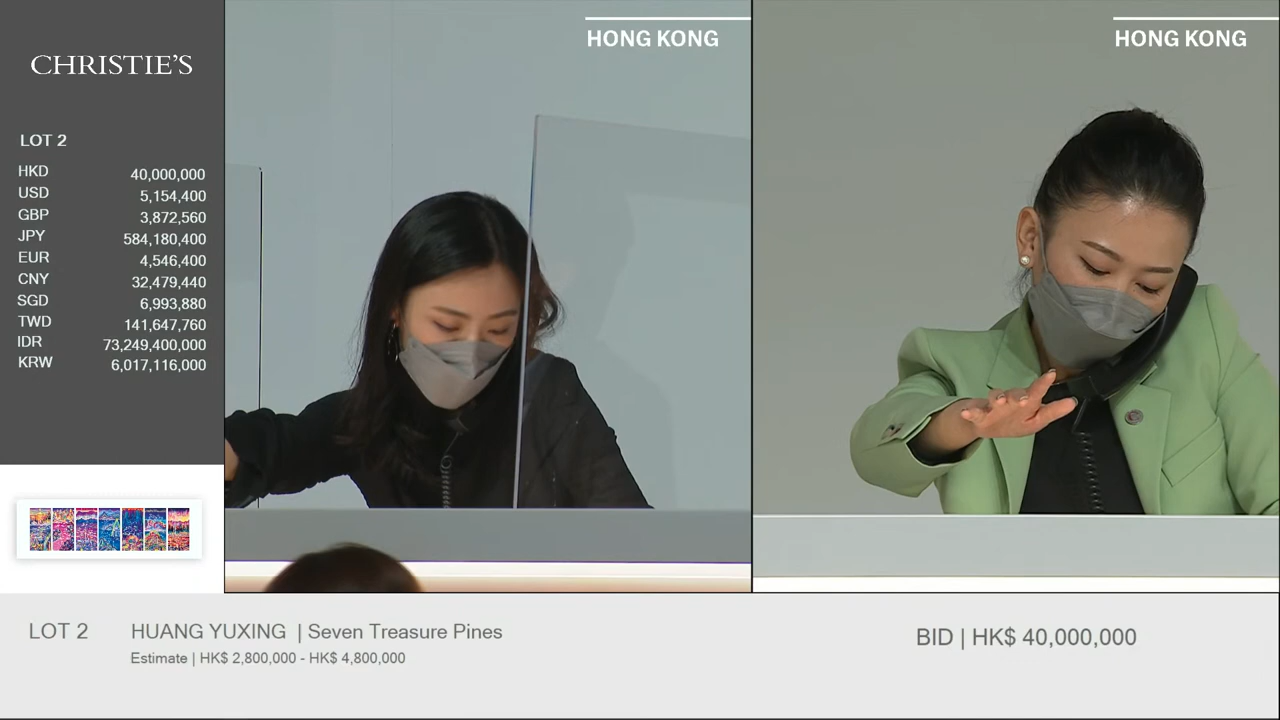 CHRISTIE'S
LOT 2
HKD 40,000,000
USD 5,154,400
GBP 3,872,560
JPY 584,180,400
EUR 4,546,400
CNY 32,479,440
SGD 6,993,880
TWD 141,647,760
IDR 73,249,400,000
KRW 6,017,116,000
HONG KONG
HONG KONG
LOT 2
HUANG YUXING | Seven Treasure Pines
Estimate | HK$ 2,800,000 - HK$ 4,800,000
BID | HK$ 40,000,000